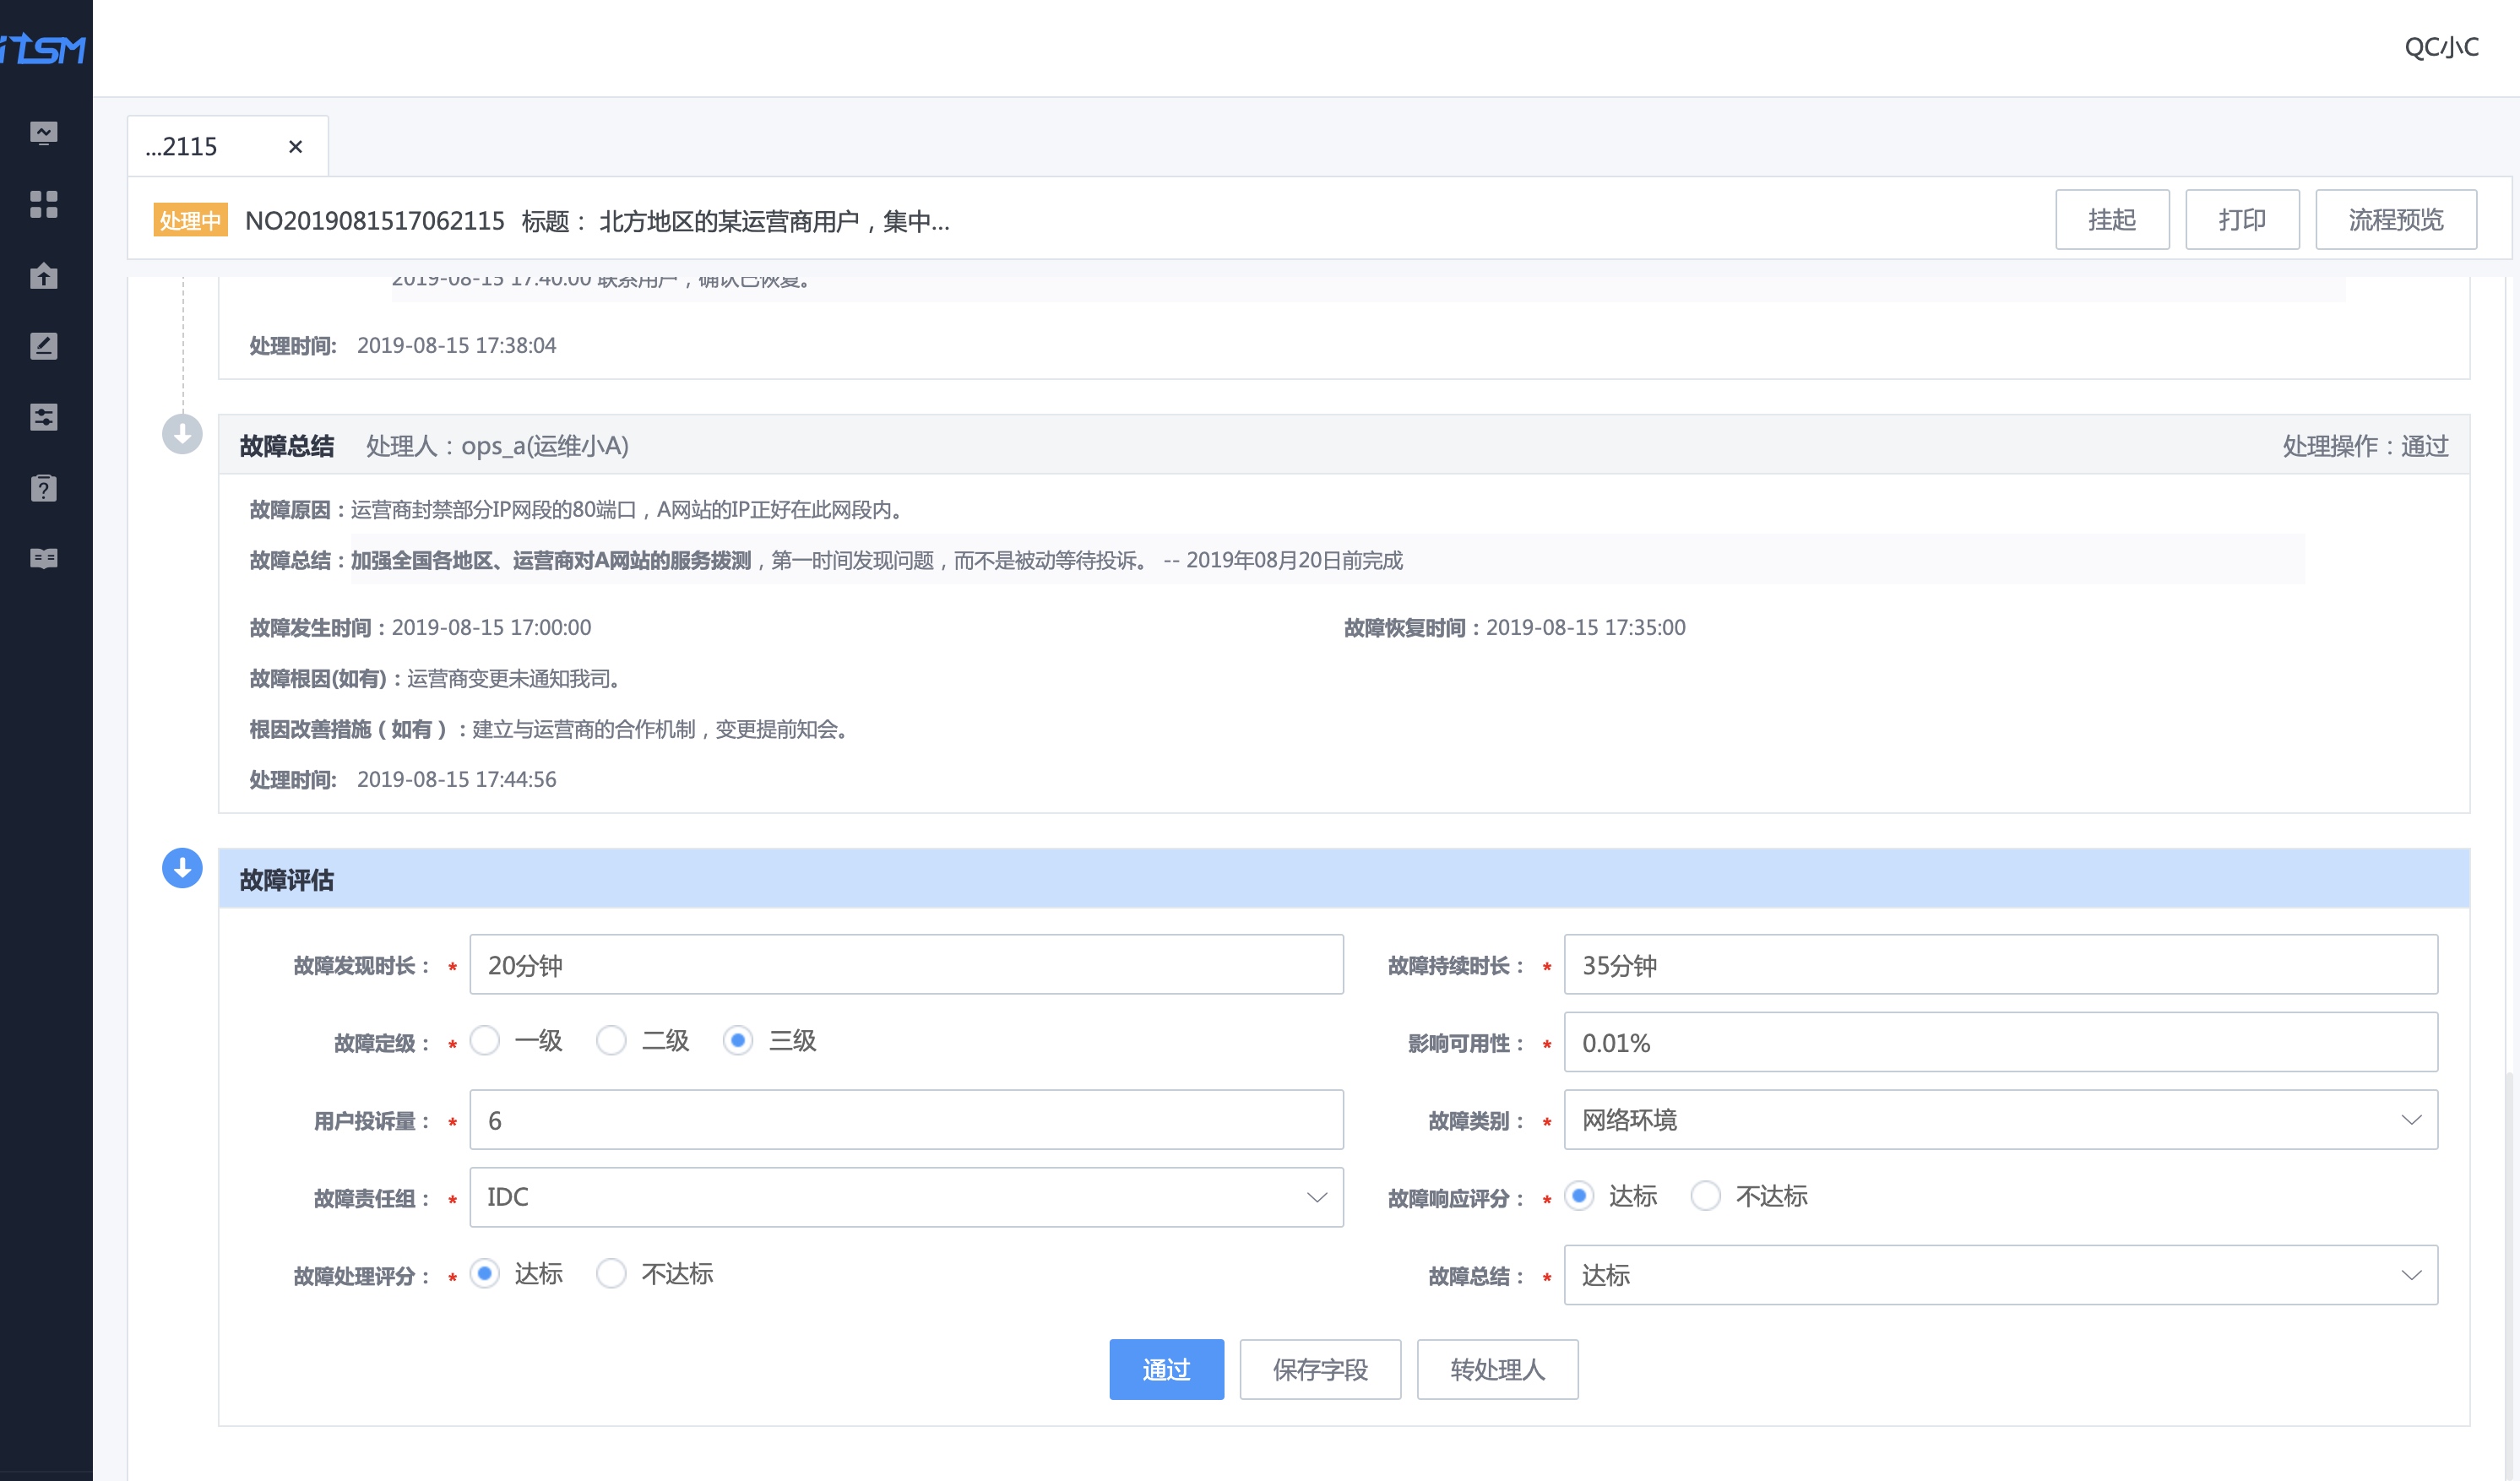 iTSM
QC小C
...2115
处理中 NO2019081517062115 标题： 北方地区的某运营商用户，集中...
挂起 打印 流程预览
2019-08-15 17:40:00 联系用户，确认已恢复。
处理时间: 2019-08-15 17:38:04
故障总结 处理人：ops_a(运维小A) 处理操作：通过
故障原因：运营商封禁部分IP网段的80端口，A网站的IP正好在此网段内。
故障总结：加强全国各地区、运营商对A网站的服务拨测，第一时间发现问题，而不是被动等待投诉。 -- 2019年08月20日前完成
故障发生时间：2019-08-15 17:00:00 故障恢复时间：2019-08-15 17:35:00
故障根因(如有)：运营商变更未通知我司。
根因改善措施（如有）：建立与运营商的合作机制，变更提前知会。
处理时间: 2019-08-15 17:44:56
故障评估
故障发现时长： * 20分钟 故障持续时长： * 35分钟
故障定级： * 一级 二级 三级 影响可用性： * 0.01%
用户投诉量： * 6 故障类别： * 网络环境
故障责任组： * IDC 故障响应评分： * 达标 不达标
故障处理评分： * 达标 不达标 故障总结： * 达标
通过 保存字段 转处理人